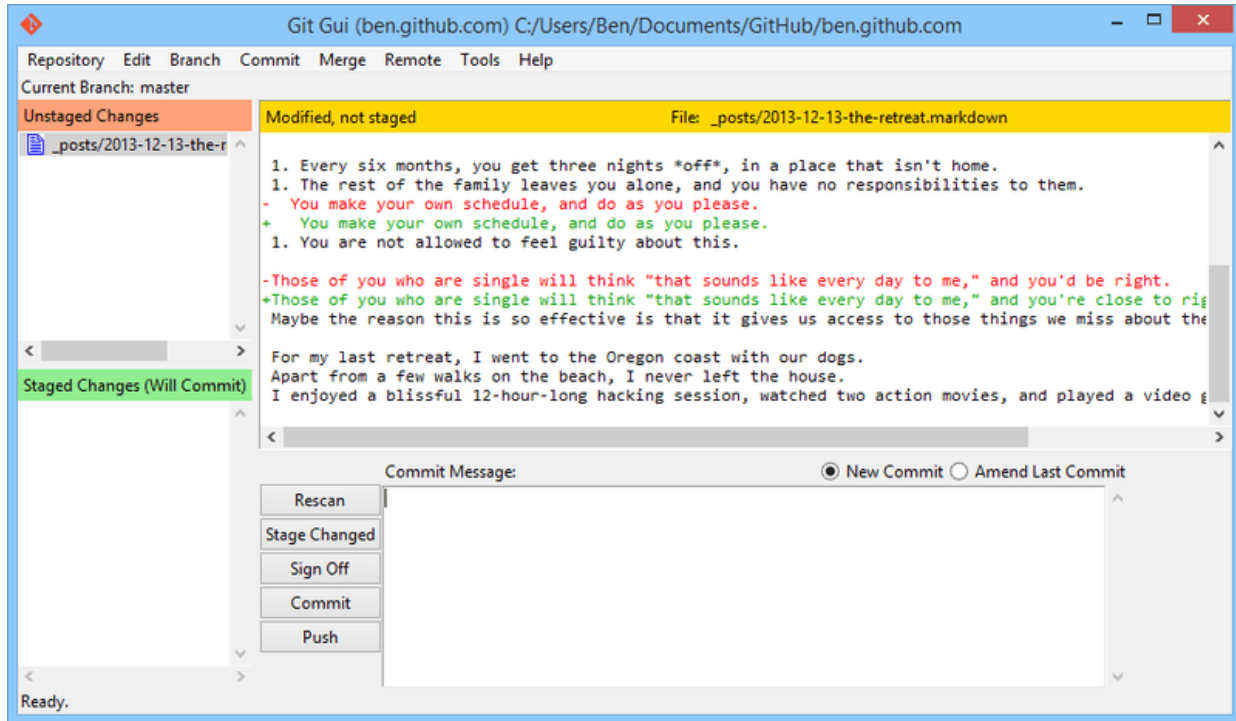 Git Gui (ben.github.com) C:/Users/Ben/Documents/GitHub/ben.github.com
Repository Edit Branch Commit Merge Remote Tools Help
Current Branch: master
Unstaged Changes
_posts/2013-12-13-the-r
Staged Changes (Will Commit)
Modified, not staged File: _posts/2013-12-13-the-retreat.markdown
1. Every six months, you get three nights *off*, in a place that isn't home.
1. The rest of the family leaves you alone, and you have no responsibilities to them.
-  You make your own schedule, and do as you please.
+   You make your own schedule, and do as you please.
1. You are not allowed to feel guilty about this.
-Those of you who are single will think "that sounds like every day to me," and you'd be right.
+Those of you who are single will think "that sounds like every day to me," and you're close to rig
Maybe the reason this is so effective is that it gives us access to those things we miss about the
For my last retreat, I went to the Oregon coast with our dogs.
Apart from a few walks on the beach, I never left the house.
I enjoyed a blissful 12-hour-long hacking session, watched two action movies, and played a video g
Commit Message:
New Commit Amend Last Commit
Rescan
Stage Changed
Sign Off
Commit
Push
Ready.